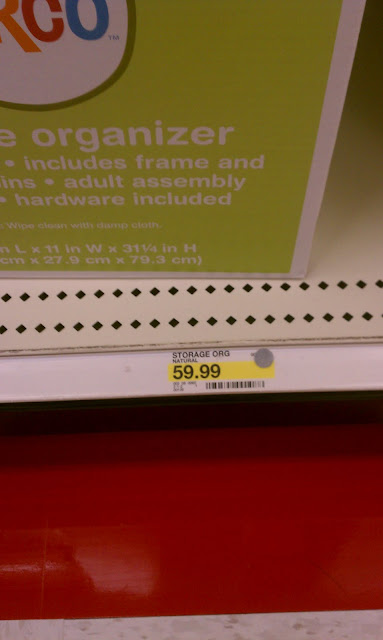 RCO
TM
e organizer
• includes frame and
ins • adult assembly
• hardware included
Wipe clean with damp cloth.
n L x 11 in W x 31¼ in H
cm x 27.9 cm x 79.3 cm)
STORAGE ORG
NATURAL
59.99